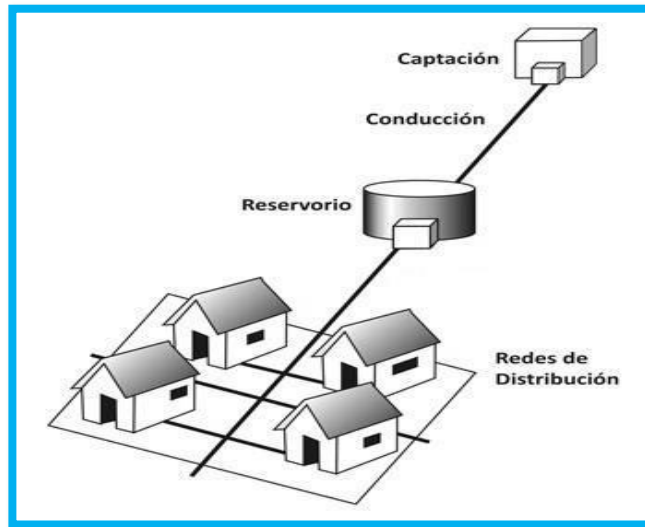 Captación
Conducción
Reservorio
Redes de
Distribución